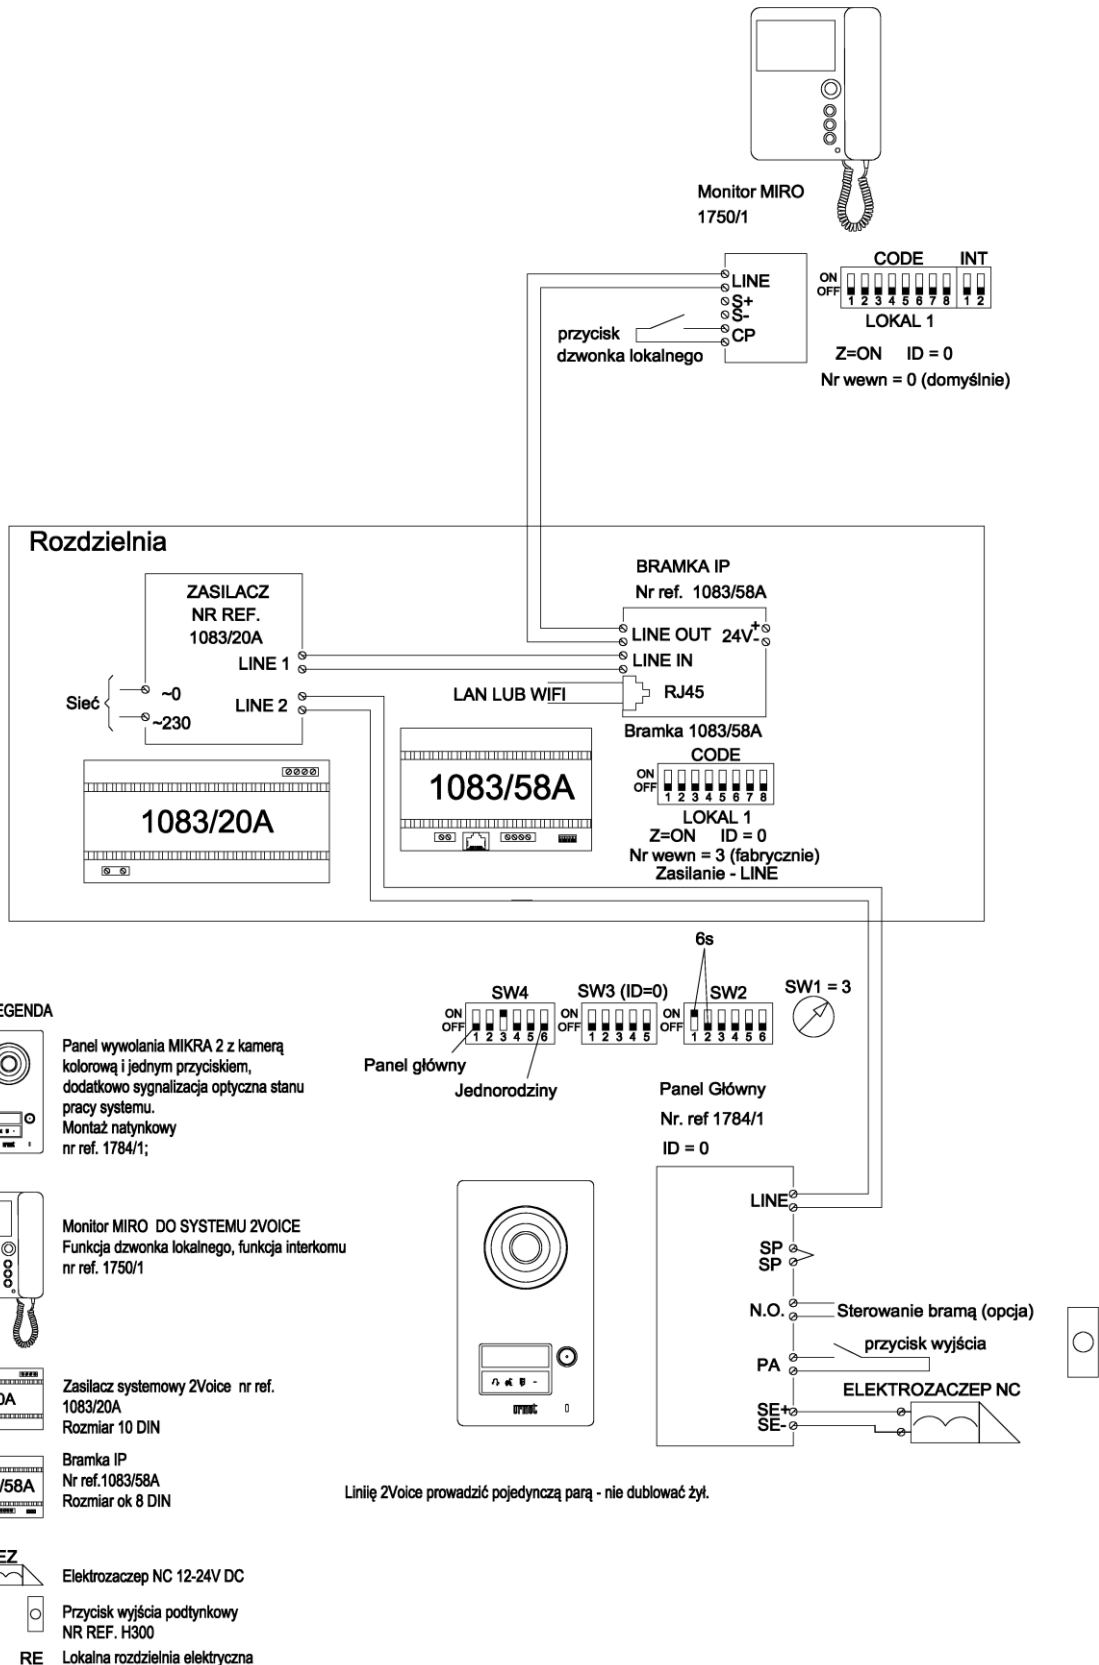 Monitor MIRO
1750/1
LINE
S+
S-
CP
przycisk
dzwonka lokalnego
CODE INT
ON
OFF
1 2 3 4 5 6 7 8 1 2
LOKAL 1
Z=ON ID = 0
Nr wewn = 0 (domyślnie)
Rozdzielnia
ZASILACZ
NR REF.
1083/20A
LINE 1
LINE 2
Sieć
~0
~230
BRAMKA IP
Nr ref. 1083/58A
LINE OUT 24V + -
LINE IN
LAN LUB WIFI
RJ45
Bramka 1083/58A
CODE
ON
OFF
1 2 3 4 5 6 7 8
LOKAL 1
Z=ON ID = 0
Nr wewn = 3 (fabrycznie)
Zasilanie - LINE
1083/20A
1083/58A
6s
SW4
ON
OFF
1 2 3 4 5 6
SW3 (ID=0)
ON
OFF
1 2 3 4 5
SW2
ON
OFF
1 2 3 4 5 6
SW1 = 3
Panel główny
Jednorodziny
Panel Główny
Nr. ref 1784/1
ID = 0
LINE
SP
SP
N.O.
PA
SE+
SE-
Sterowanie bramą (opcja)
przycisk wyjścia
ELEKTROZACZEP NC
urmet
EGENDA
Panel wywolania MIKRA 2 z kamerą
kolorową i jednym przyciskiem,
dodatkowo sygnalizacja optyczna stanu
pracy systemu.
Montaż natynkowy
nr ref. 1784/1;
Monitor MIRO DO SYSTEMU 2VOICE
Funkcja dzwonka lokalnego, funkcja interkomu
nr ref. 1750/1
0A
Zasilacz systemowy 2Voice nr ref.
1083/20A
Rozmiar 10 DIN
/58A
Bramka IP
Nr ref.1083/58A
Rozmiar ok 8 DIN
Liniię 2Voice prowadzić pojedynczą parą - nie dublować żył.
EZ
Elektrozaczep NC 12-24V DC
Przycisk wyjścia podtynkowy
NR REF. H300
RE Lokalna rozdzielnia elektryczna